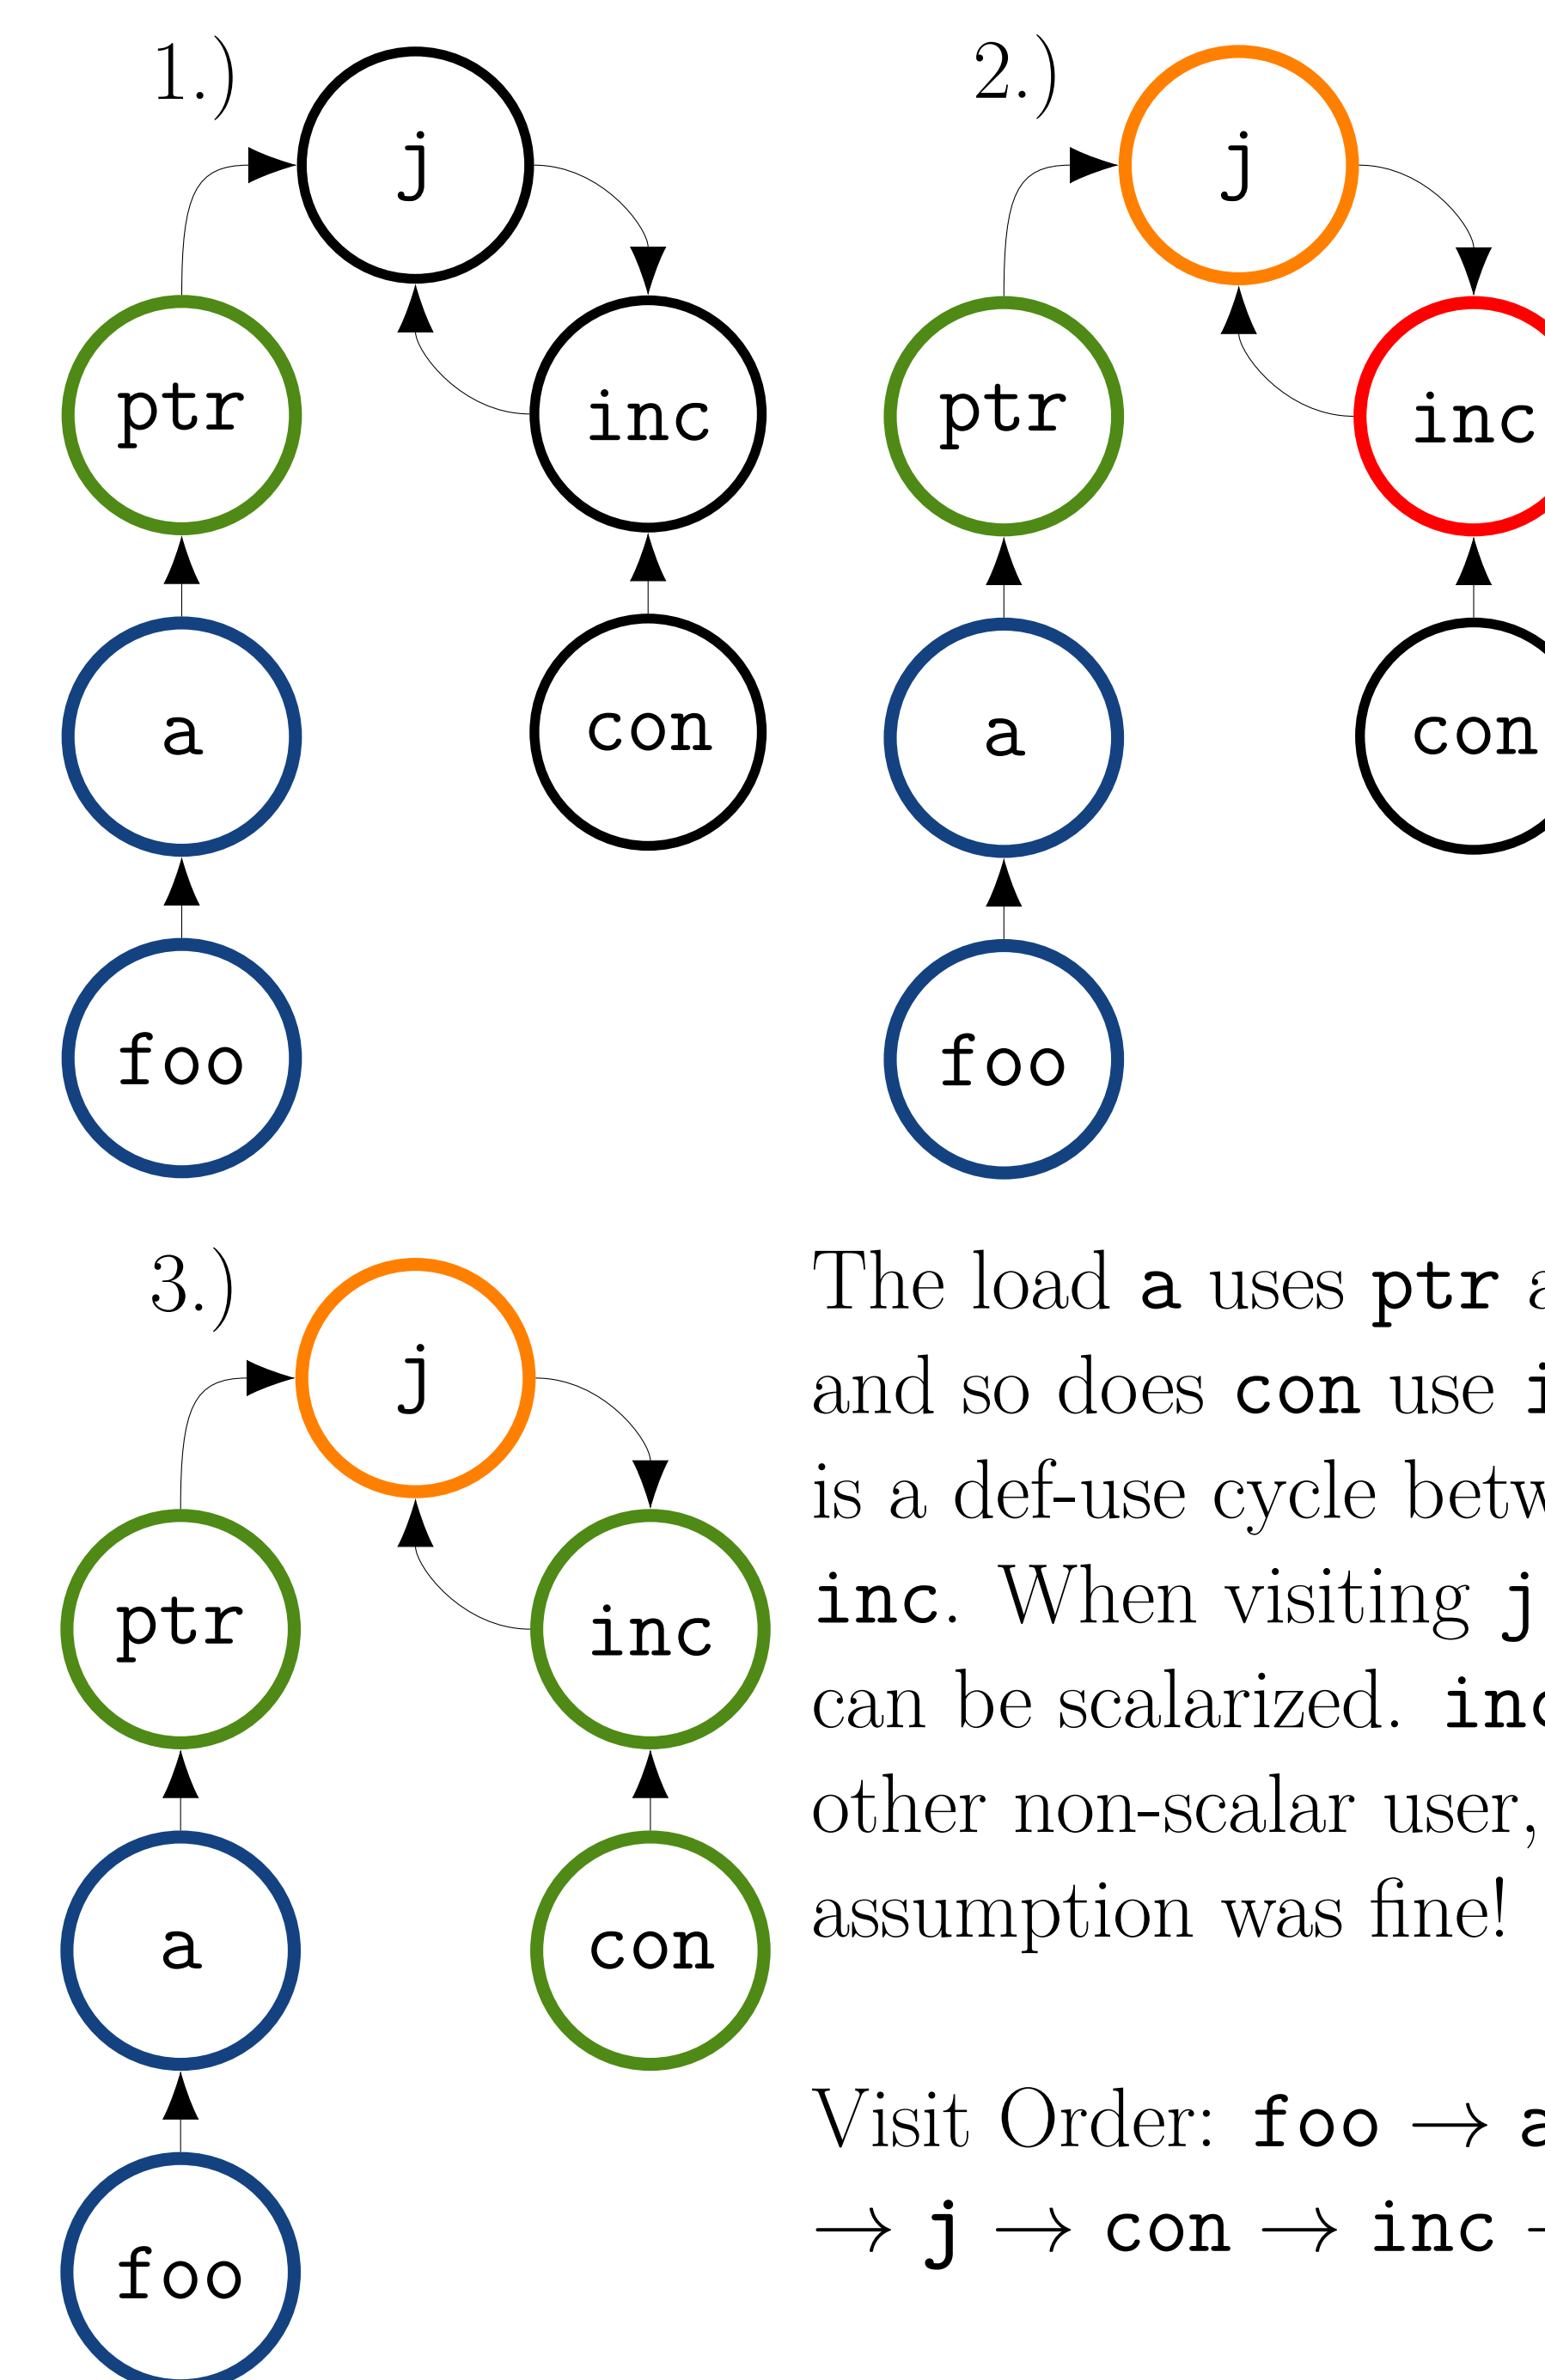 1.)
j
ptr
inc
a
con
foo
2.)
j
ptr
inc
a
con
foo
3.)
j
ptr
inc
a
con
foo
The load a uses ptr
and so does con use
is a def-use cycle
inc. When visiting j
can be scalarized.
other non-scalar user,
assumption was fine!
Visit Order: foo →
→ j → con → inc